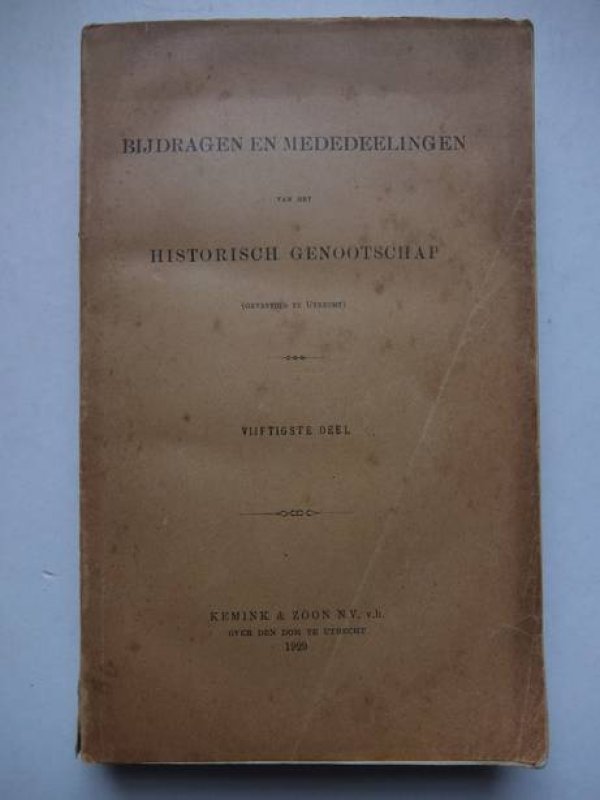 BIJDRAGEN EN MEDEDEELINGEN
VAN HET
HISTORISCH GENOOTSCHAP
(GEVESTIGD TE UTRECHT)
VIJFTIGSTE DEEL
KEMINK & ZOON N.V. v.h.
OVER DEN DOM TE UTRECHT
1929